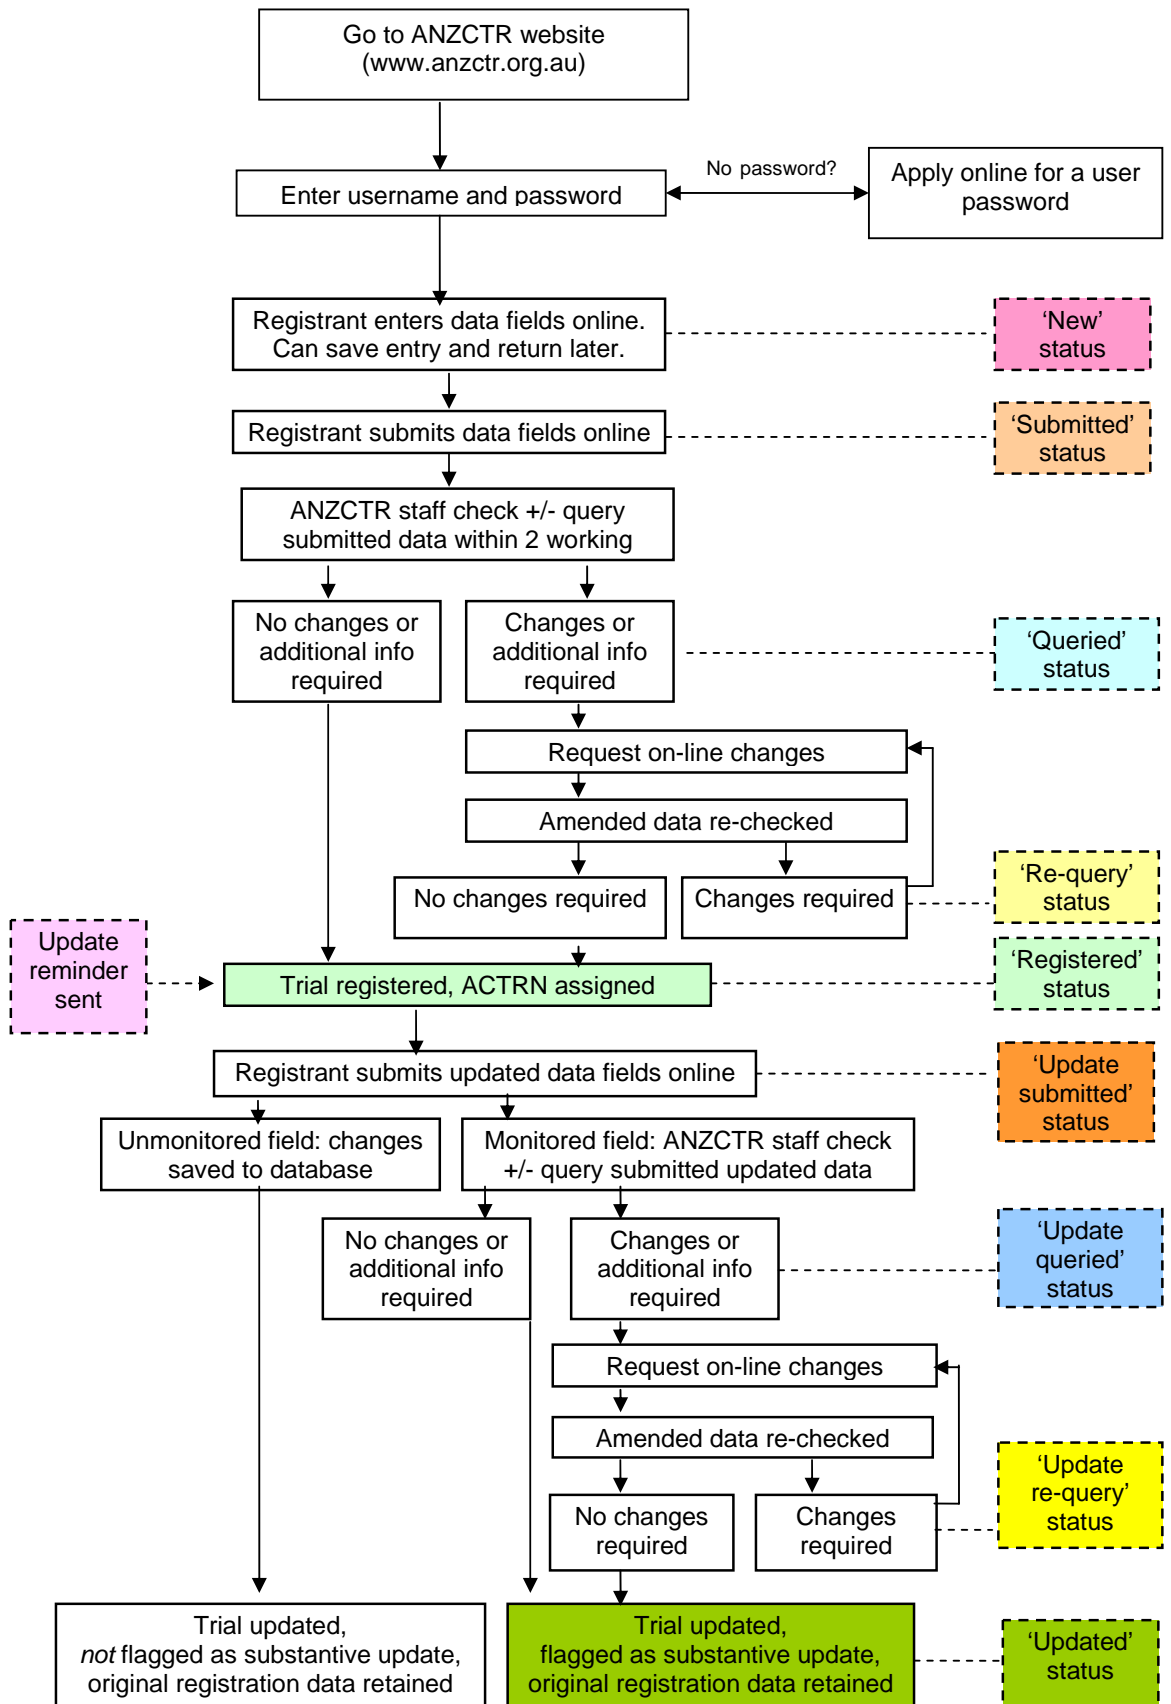 Go to ANZCTR website
(www.anzctr.org.au)
No password?
Enter username and password
Apply online for a user
password
Registrant enters data fields online.
Can save entry and return later.
‘New’
status
Registrant submits data fields online
‘Submitted’
status
ANZCTR staff check +/- query
submitted data within 2 working
No changes or
additional info
required
Changes or
additional info
required
‘Queried’
status
Request on-line changes
Amended data re-checked
No changes required
Changes required
‘Re-query’
status
Update
reminder
sent
Trial registered, ACTRN assigned
‘Registered’
status
Registrant submits updated data fields online
‘Update
submitted’
status
Unmonitored field: changes
saved to database
Monitored field: ANZCTR staff check
+/- query submitted updated data
No changes or
additional info
required
Changes or
additional info
required
‘Update
queried’
status
Request on-line changes
Amended data re-checked
No changes
required
Changes
required
‘Update
re-query’
status
Trial updated,
not flagged as substantive update,
original registration data retained
Trial updated,
flagged as substantive update,
original registration data retained
‘Updated’
status